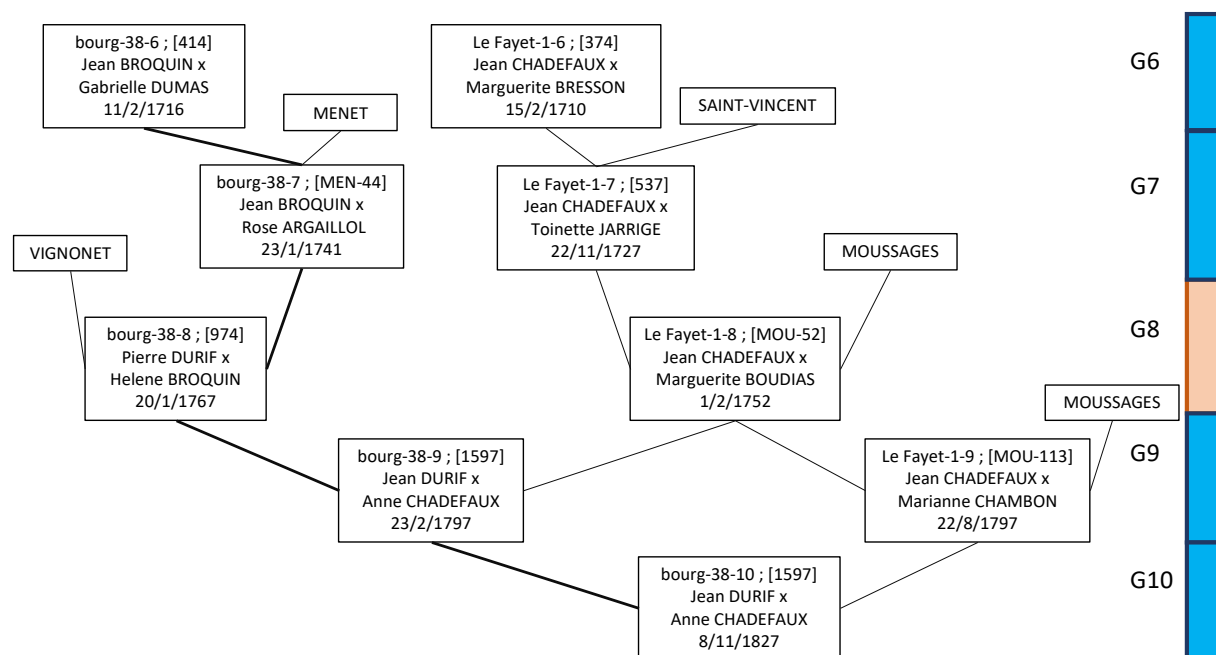 bourg-38-6 ; [414]
Jean BROQUIN x
Gabrielle DUMAS
11/2/1716
Le Fayet-1-6 ; [374]
Jean CHADEFAUX x
Marguerite BRESSON
15/2/1710
G6
MENET
SAINT-VINCENT
bourg-38-7 ; [MEN-44]
Jean BROQUIN x
Rose ARGAILLOL
23/1/1741
Le Fayet-1-7 ; [537]
Jean CHADEFAUX x
Toinette JARRIGE
22/11/1727
G7
VIGNONET
MOUSSAGES
bourg-38-8 ; [974]
Pierre DURIF x
Helene BROQUIN
20/1/1767
Le Fayet-1-8 ; [MOU-52]
Jean CHADEFAUX x
Marguerite BOUDIAS
1/2/1752
G8
MOUSSAGES
bourg-38-9 ; [1597]
Jean DURIF x
Anne CHADEFAUX
23/2/1797
Le Fayet-1-9 ; [MOU-113]
Jean CHADEFAUX x
Marianne CHAMBON
22/8/1797
G9
bourg-38-10 ; [1597]
Jean DURIF x
Anne CHADEFAUX
8/11/1827
G10